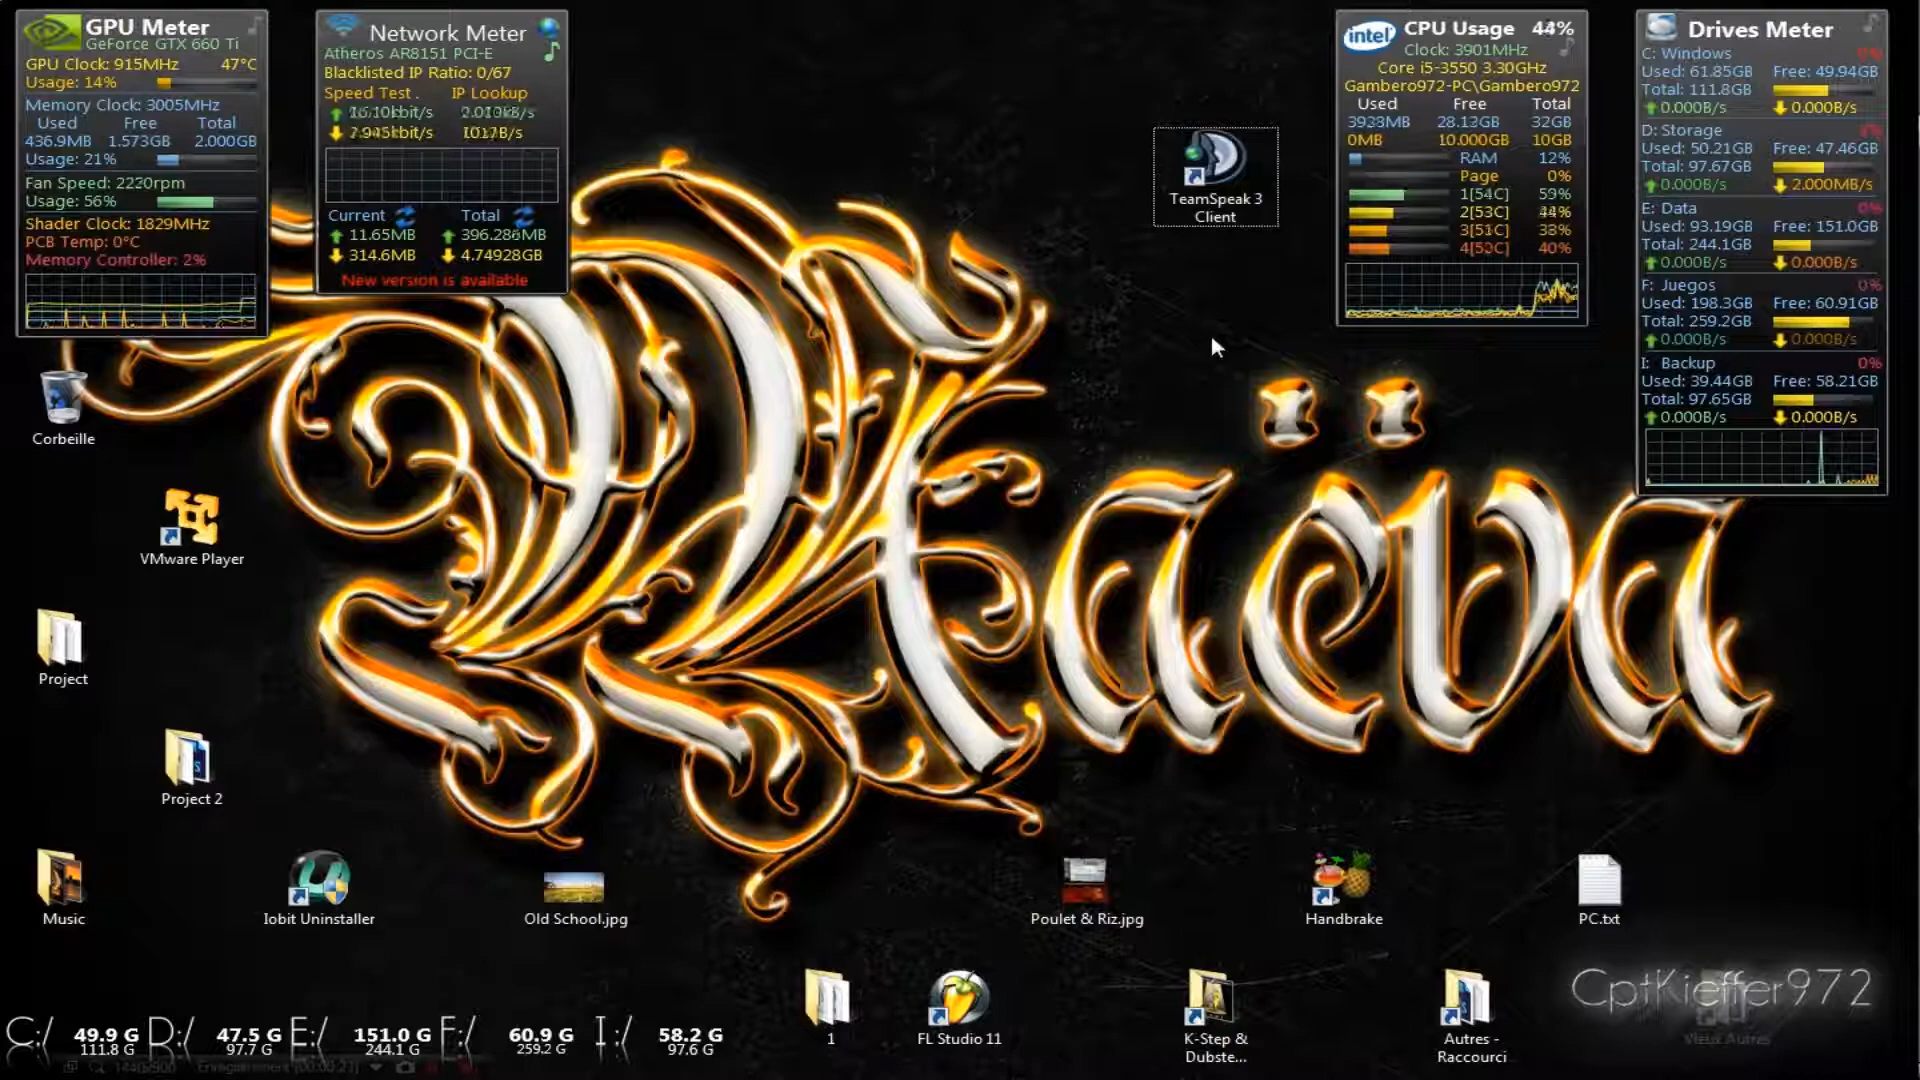 GPU Meter
GeForce GTX 660 Ti
GPU Clock: 915MHz 47°C
Usage: 14%
Memory Clock: 3005MHz
Used Free Total
436.9MB 1.573GB 2.000GB
Usage: 21%
Fan Speed: 2220rpm
Usage: 56%
Shader Clock: 1829MHz
PCB Temp: 0°C
Memory Controller: 2%
Network Meter
Atheros AR8151 PCI-E
Blacklisted IP Ratio: 0/67
Speed Test . IP Lookup
Current Total
11.65MB
314.6MB 4.74928GB
New version is available
intel
CPU Usage 44%
Clock: 3901MHz
Core i5-3550 3.30GHz
Gambero972-PC\Gambero972
Used Free Total
28.12GB 32GB
0MB 10.000GB 10GB
RAM 12%
Page 0%
1[54C] 59%
2[53C] 44%
3[51C] 33%
4[52C] 40%
Drives Meter
C: Windows 0%
Used: 61.85GB Free: 49.94GB
Total: 111.8GB
0.000B/s 0.000B/s
D: Storage
Used: 50.21GB Free: 47.46GB
Total: 97.67GB
0.000B/s 2.000MB/s
E: Data 0%
Used: 93.19GB Free: 151.0GB
Total: 244.1GB
0.000B/s 0.000B/s
F: Juegos 0%
Used: 198.3GB Free: 60.91GB
Total: 259.2GB
0.000B/s 0.000B/s
I: Backup 0%
Used: 39.44GB Free: 58.21GB
Total: 97.65GB
0.000B/s 0.000B/s
TeamSpeak 3
Client
Maëva
Corbeille
VMware Player
Project
Project 2
Music
Iobit Uninstaller
Old School.jpg
Poulet & Riz.jpg
Handbrake
PC.txt
1
FL Studio 11
K-Step &
Dubste...
Autres -
Raccourci
CptKieffer972
Vieux Autres
C:/ 49.9 G D:/ 47.5 G E:/ 151.0 G F:/ 60.9 G I:/ 58.2 G
111.8 G 97.7 G 244.1 G 259.2 G 97.6 G